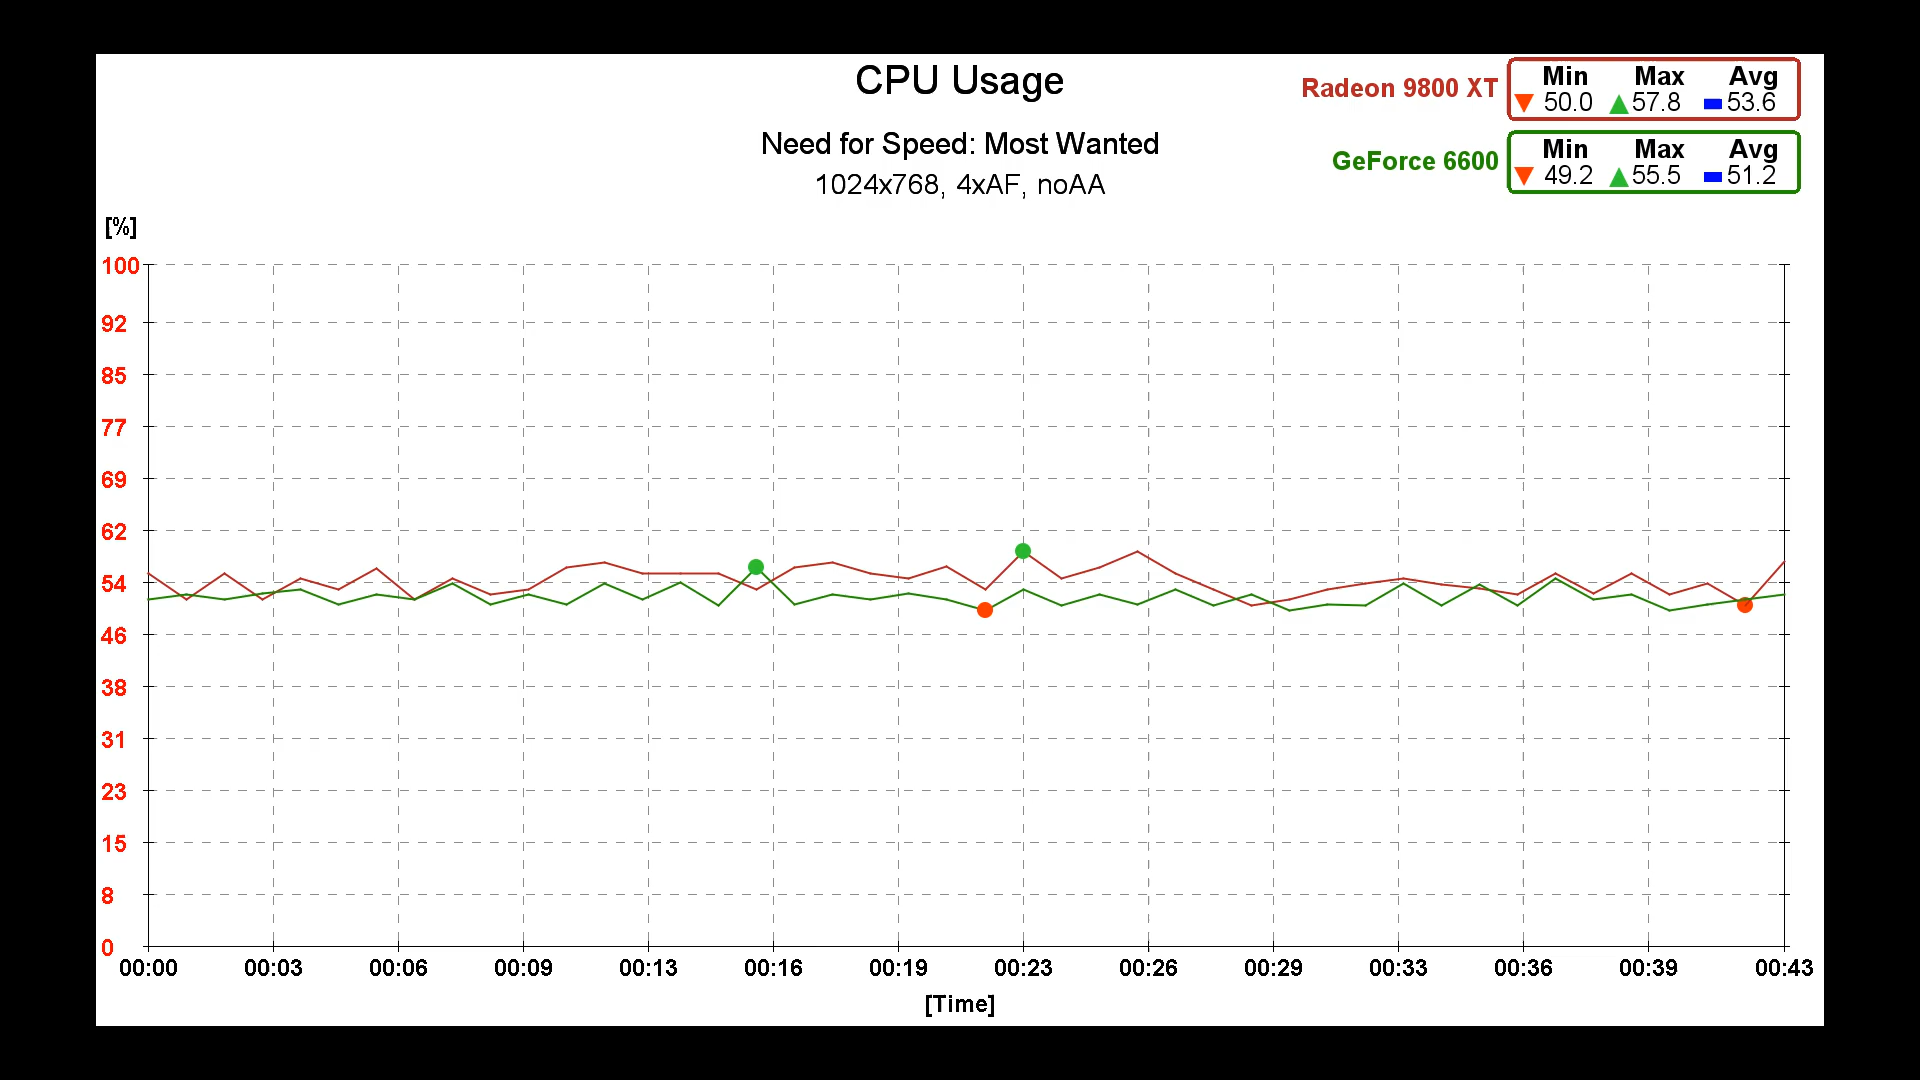 CPU Usage
Need for Speed: Most Wanted
1024x768, 4xAF, noAA
Radeon 9800 XT
Min Max Avg
50.0 57.8 53.6
GeForce 6600
Min Max Avg
49.2 55.5 51.2
[%]
100
92
85
77
69
62
54
46
38
31
23
15
8
0
00:00 00:03 00:06 00:09 00:13 00:16 00:19 00:23 00:26 00:29 00:33 00:36 00:39 00:43
[Time]